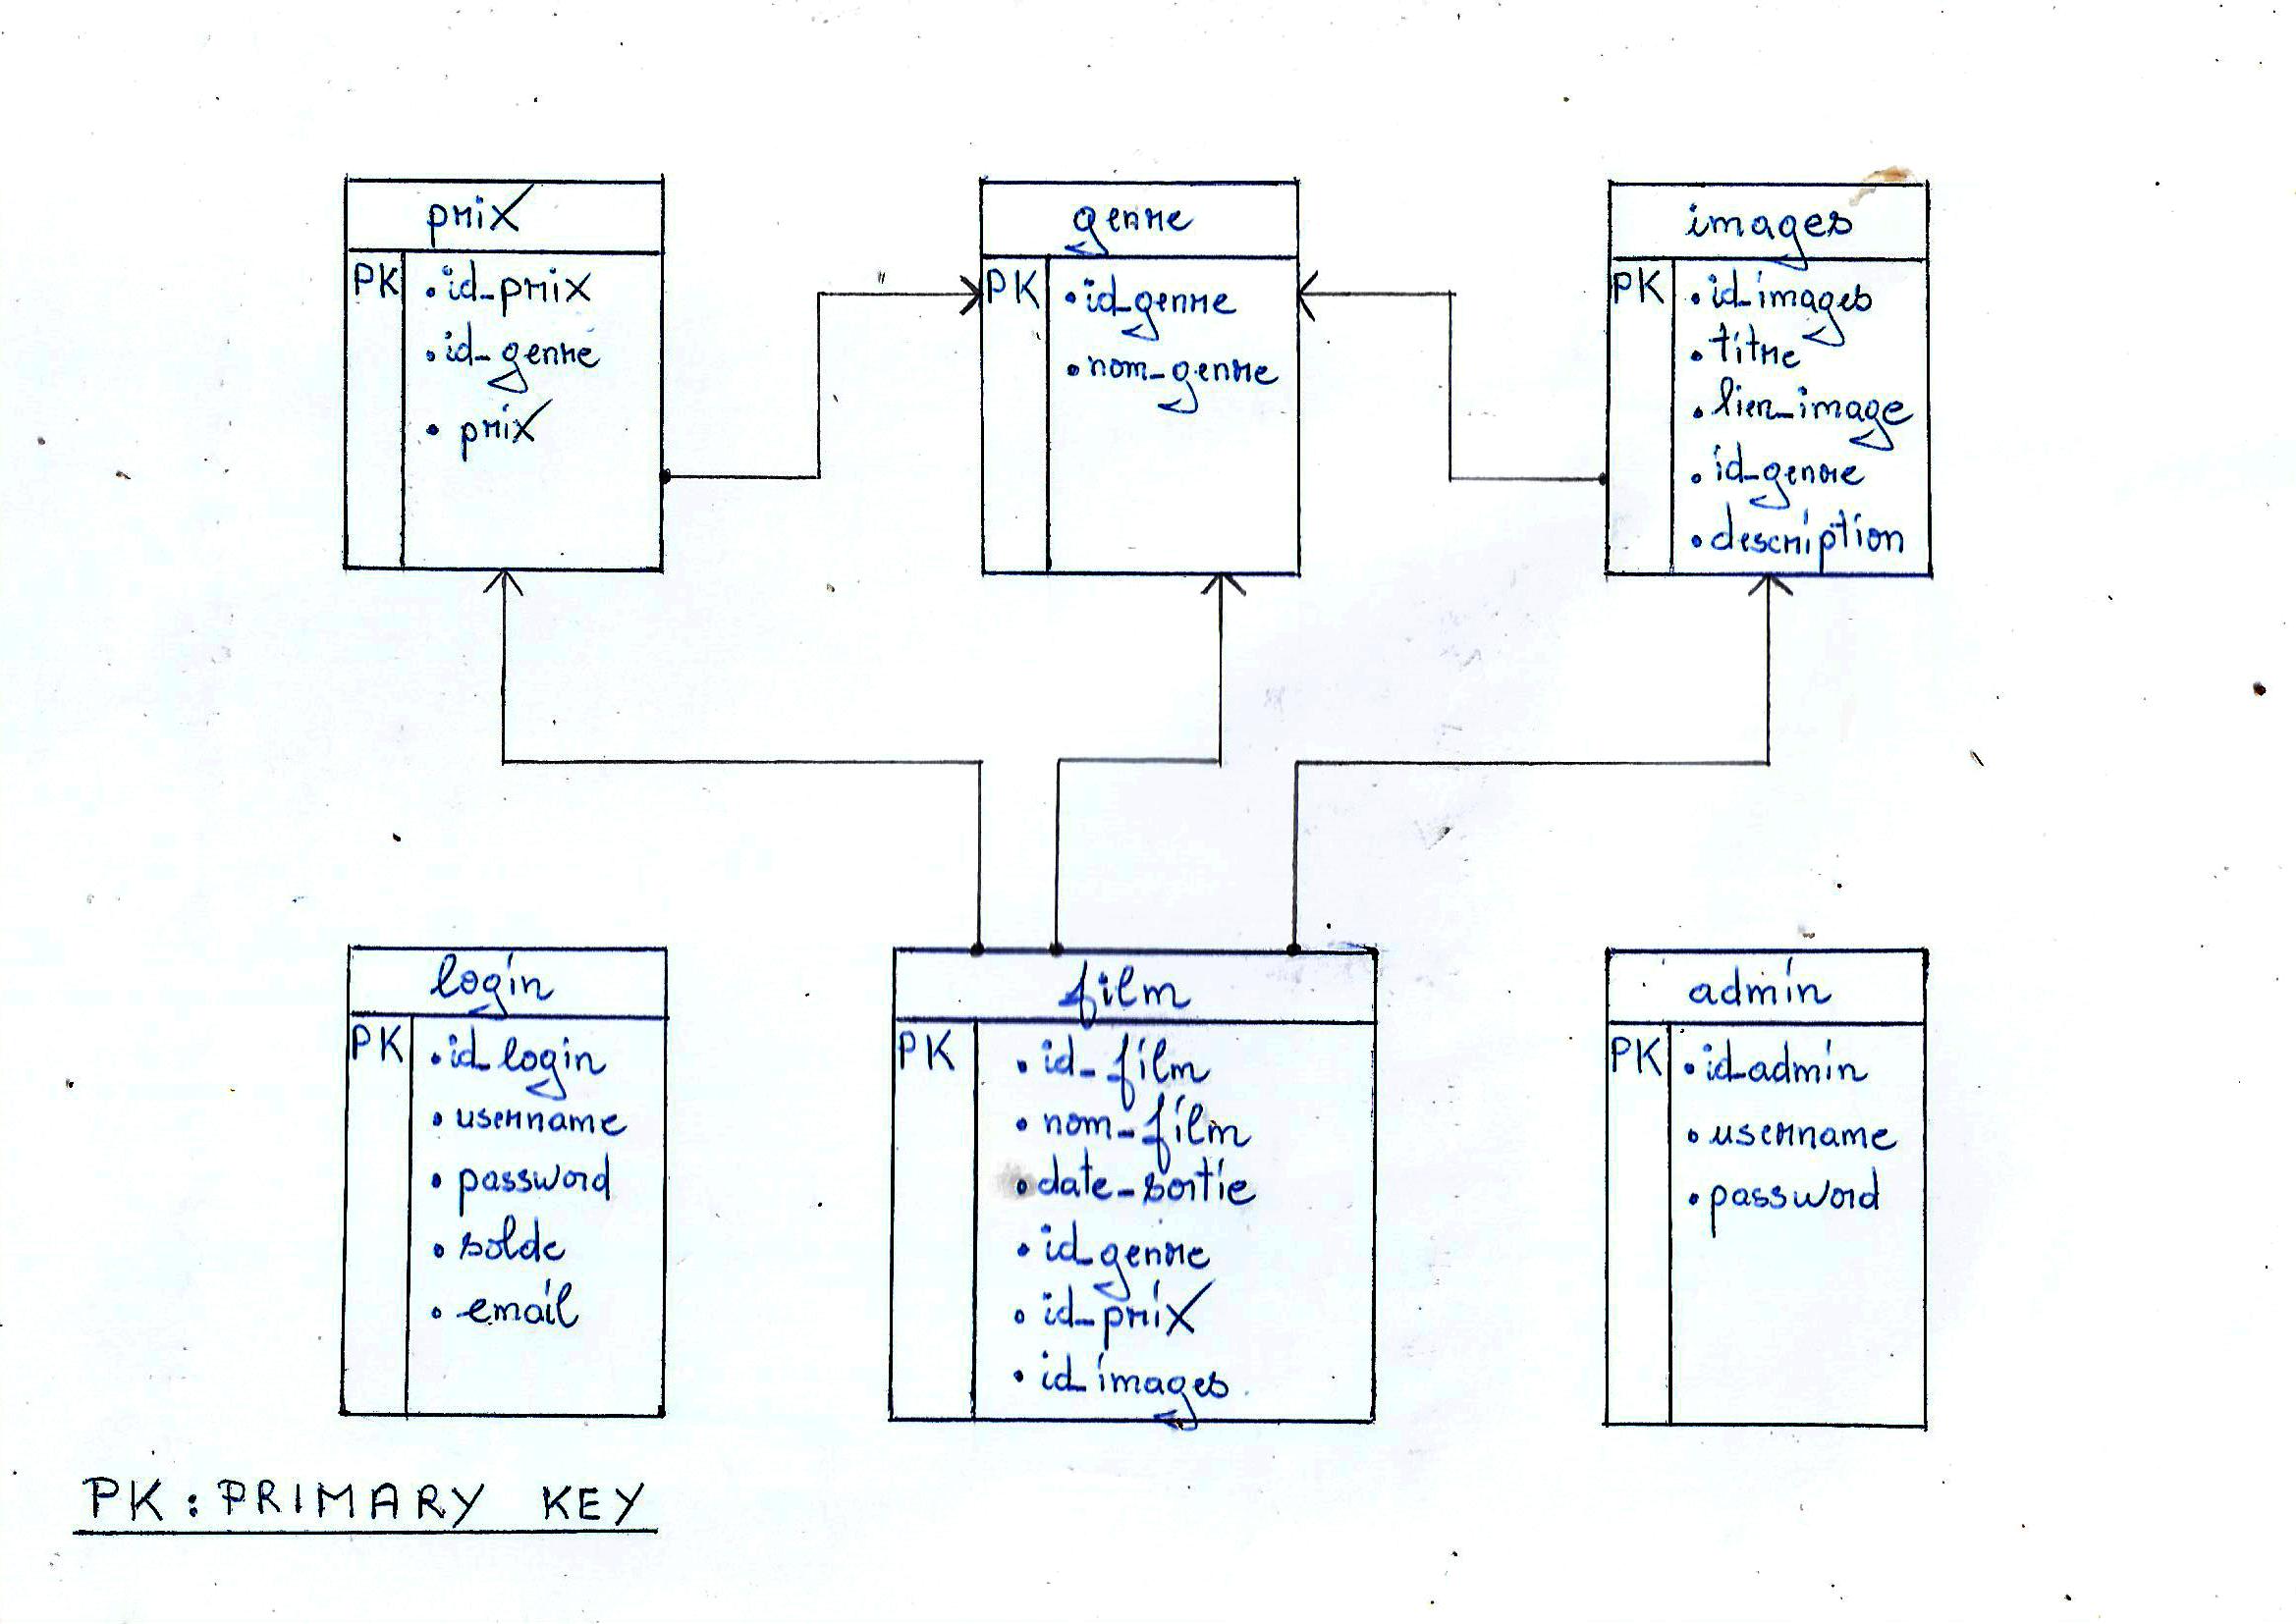 prix
PK
• id_prix
• id_genre
• prix
genre
PK
• id_genre
• nom_genre
images
PK
• id_images
• titre
• lien_image
• id_genre
• description
login
PK
• id_login
• username
• password
• solde
• email
film
PK
• id_film
• nom_film
• date_sortie
• id_genre
• id_prix
• id_images
admin
PK
• id_admin
• username
• password
PK : PRIMARY KEY